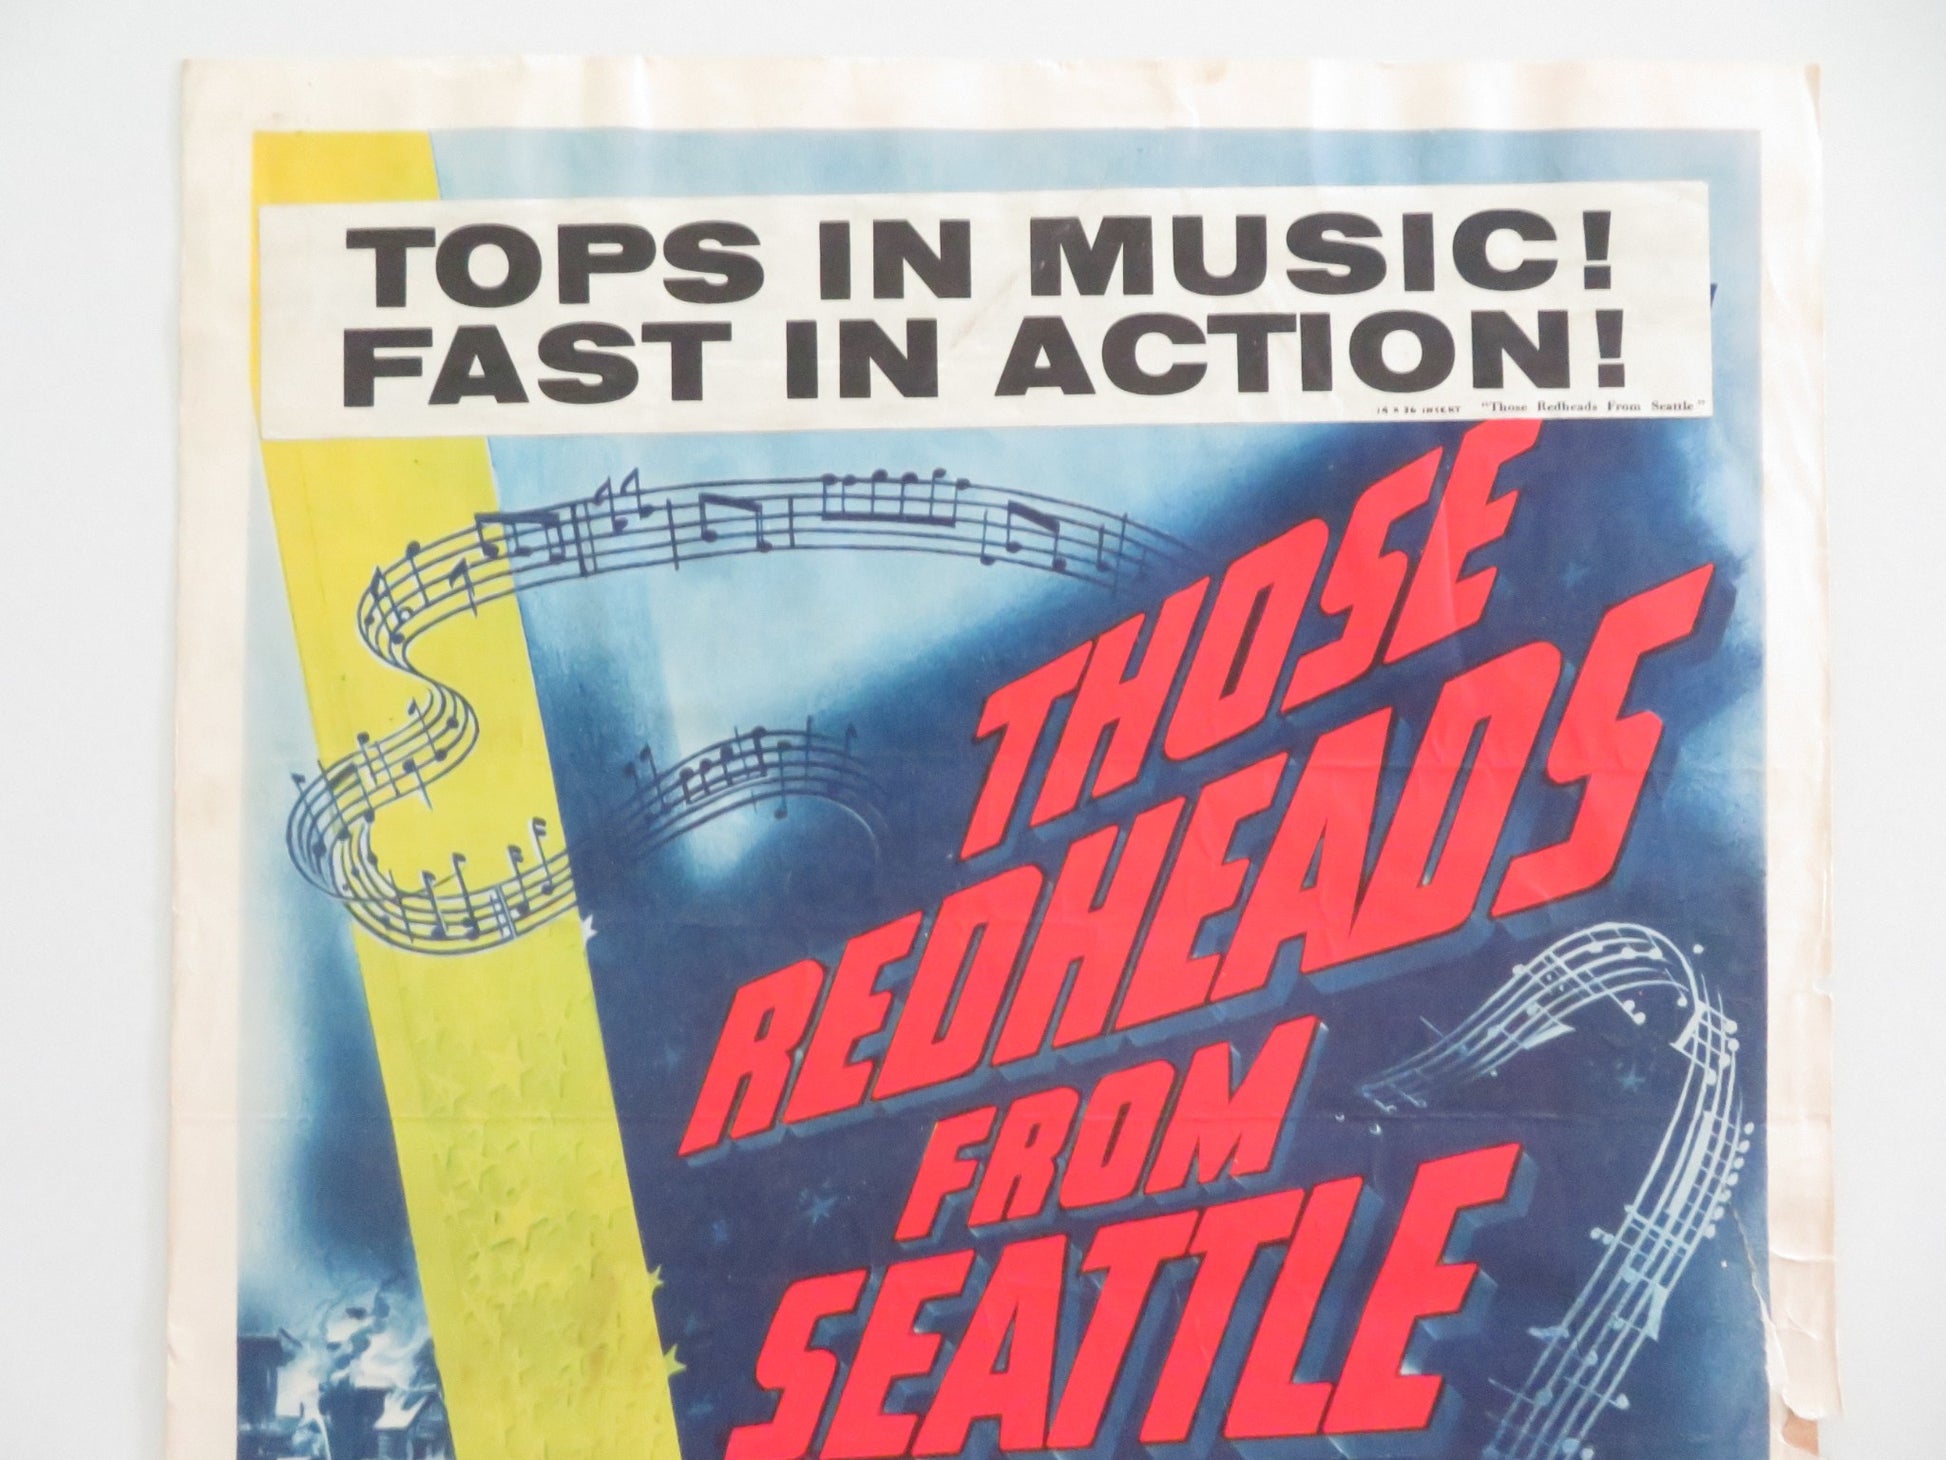 TOPS IN MUSIC!
FAST IN ACTION!
14 X 36 INSERT "Those Redheads From Seattle"
THOSE
REDHEADS
FROM
SEATTLE